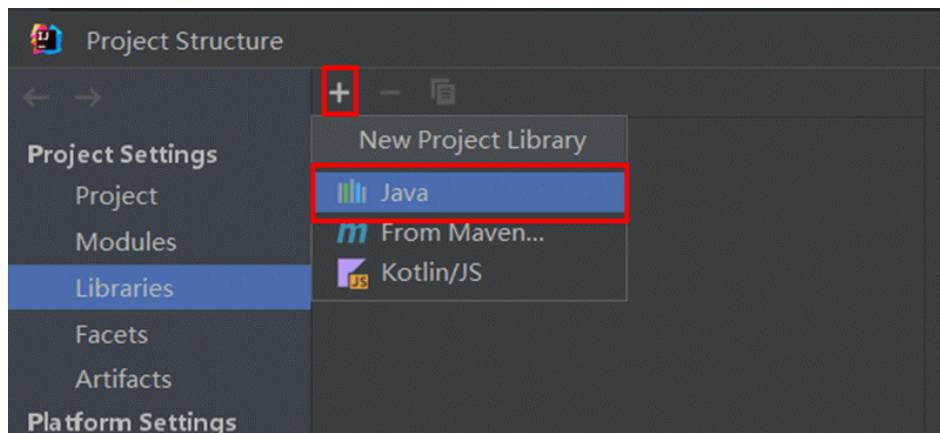 Project Structure
Project Settings
Project
Modules
Libraries
Facets
Artifacts
Platform Settings
New Project Library
Java
From Maven...
Kotlin/JS